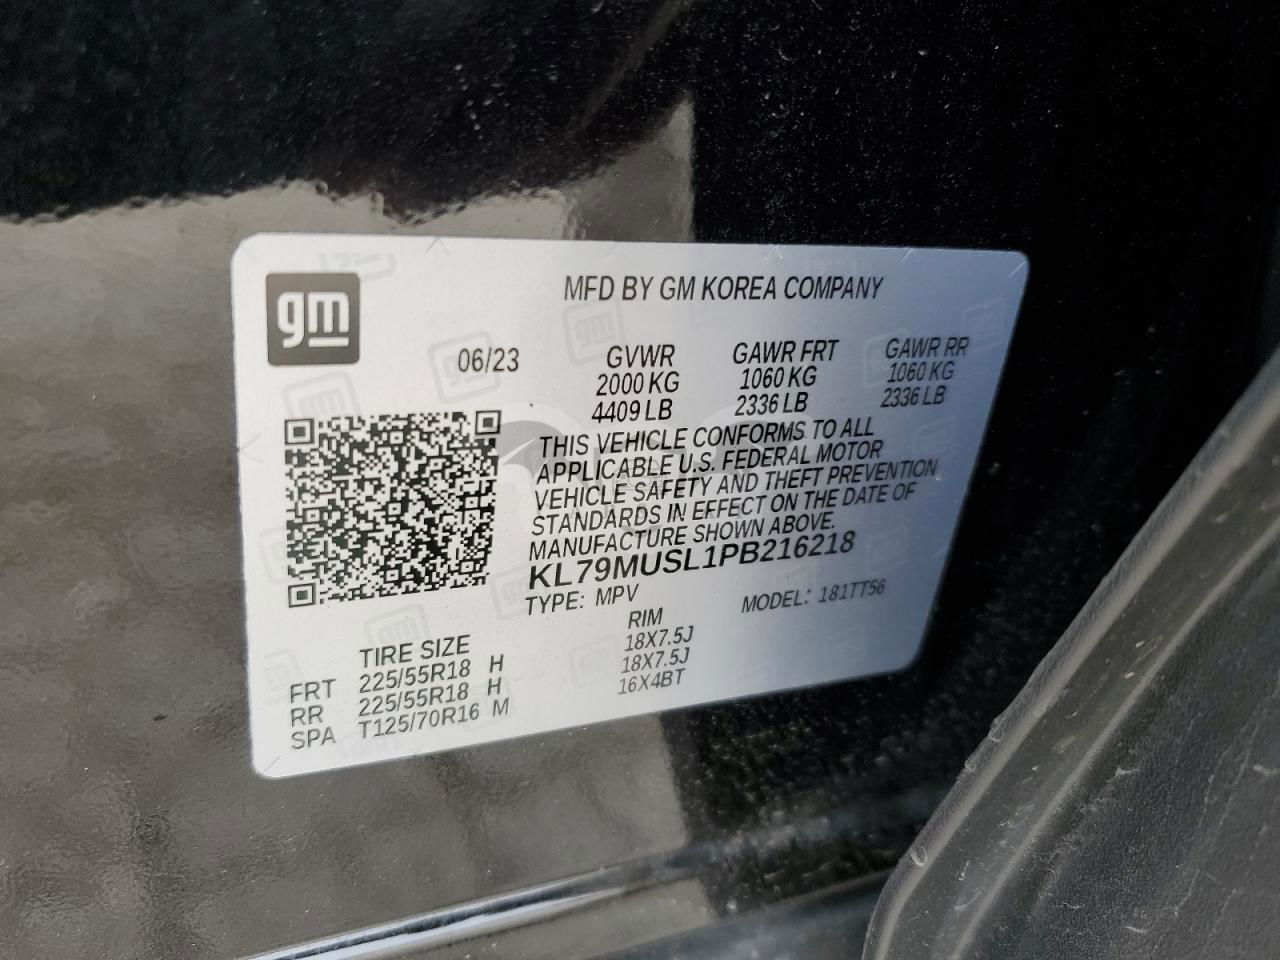 gm
MFD BY GM KOREA COMPANY
06/23 GVWR GAWR FRT GAWR RR
2000 KG 1060 KG 1060 KG
4409 LB 2336 LB 2336 LB
THIS VEHICLE CONFORMS TO ALL
APPLICABLE U.S. FEDERAL MOTOR
VEHICLE SAFETY AND THEFT PREVENTION
STANDARDS IN EFFECT ON THE DATE OF
MANUFACTURE SHOWN ABOVE.
KL79MUSL1PB216218
TYPE: MPV MODEL: 181TT56
TIRE SIZE RIM
FRT 225/55R18 H 18X7.5J
RR 225/55R18 H 18X7.5J
SPA T125/70R16 M 16X4BT